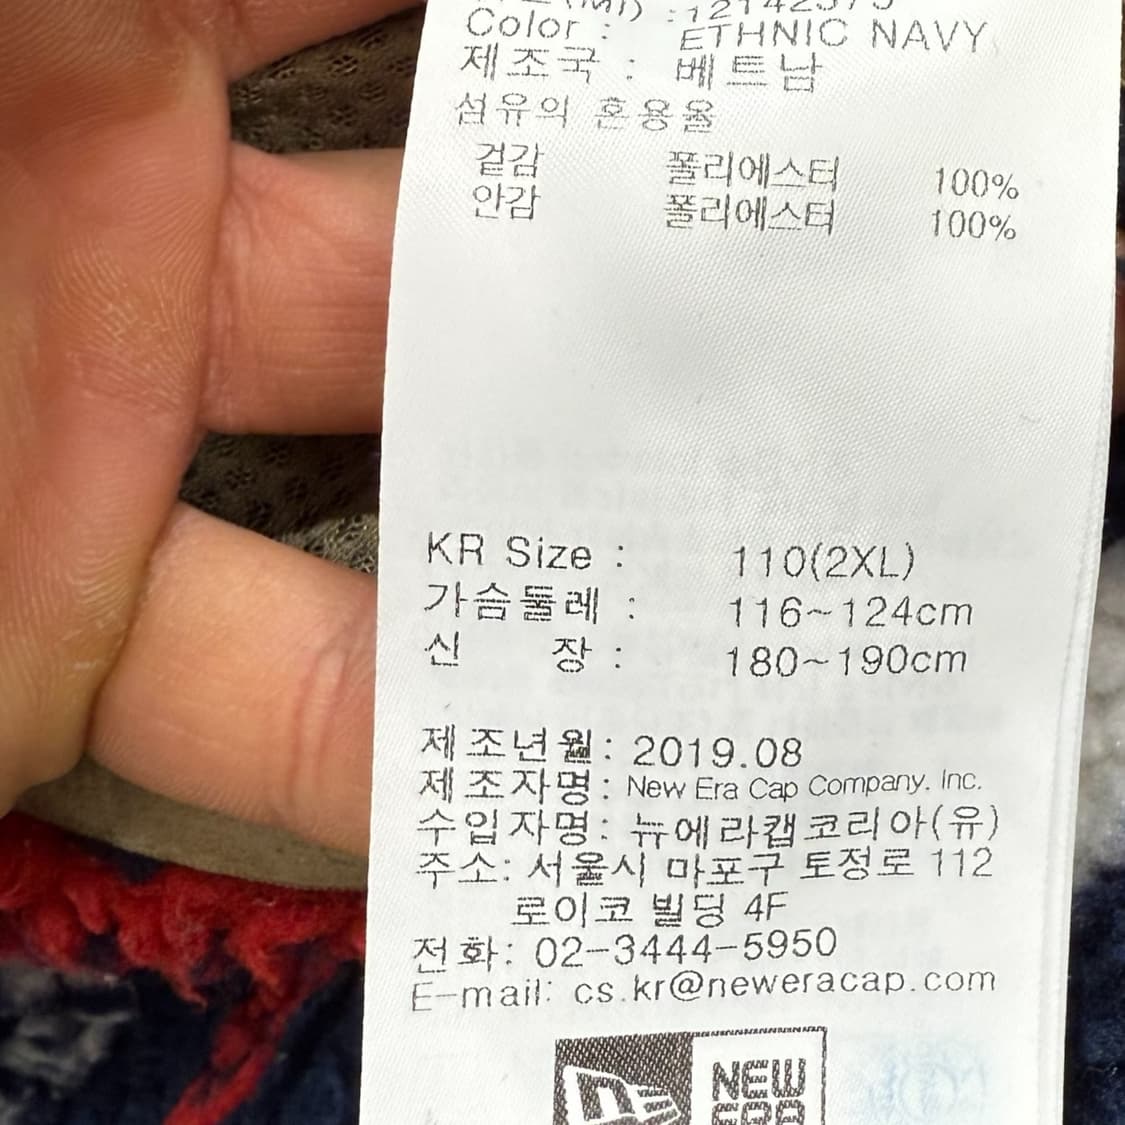 Color : ETHNIC NAVY
제조국 : 베트남
섬유의 혼용율
겉감 폴리에스터 100%
안감 폴리에스터 100%
KR Size : 110(2XL)
가슴둘레 : 116~124cm
신 장 : 180~190cm
제조년월: 2019.08
제조자명: New Era Cap Company. Inc.
수입자명: 뉴에라캡코리아(유)
주소: 서울시 마포구 토정로 112
로이코 빌딩 4F
전화: 02-3444-5950
E-mail: cs.kr@neweracap.com
NEW
ERA